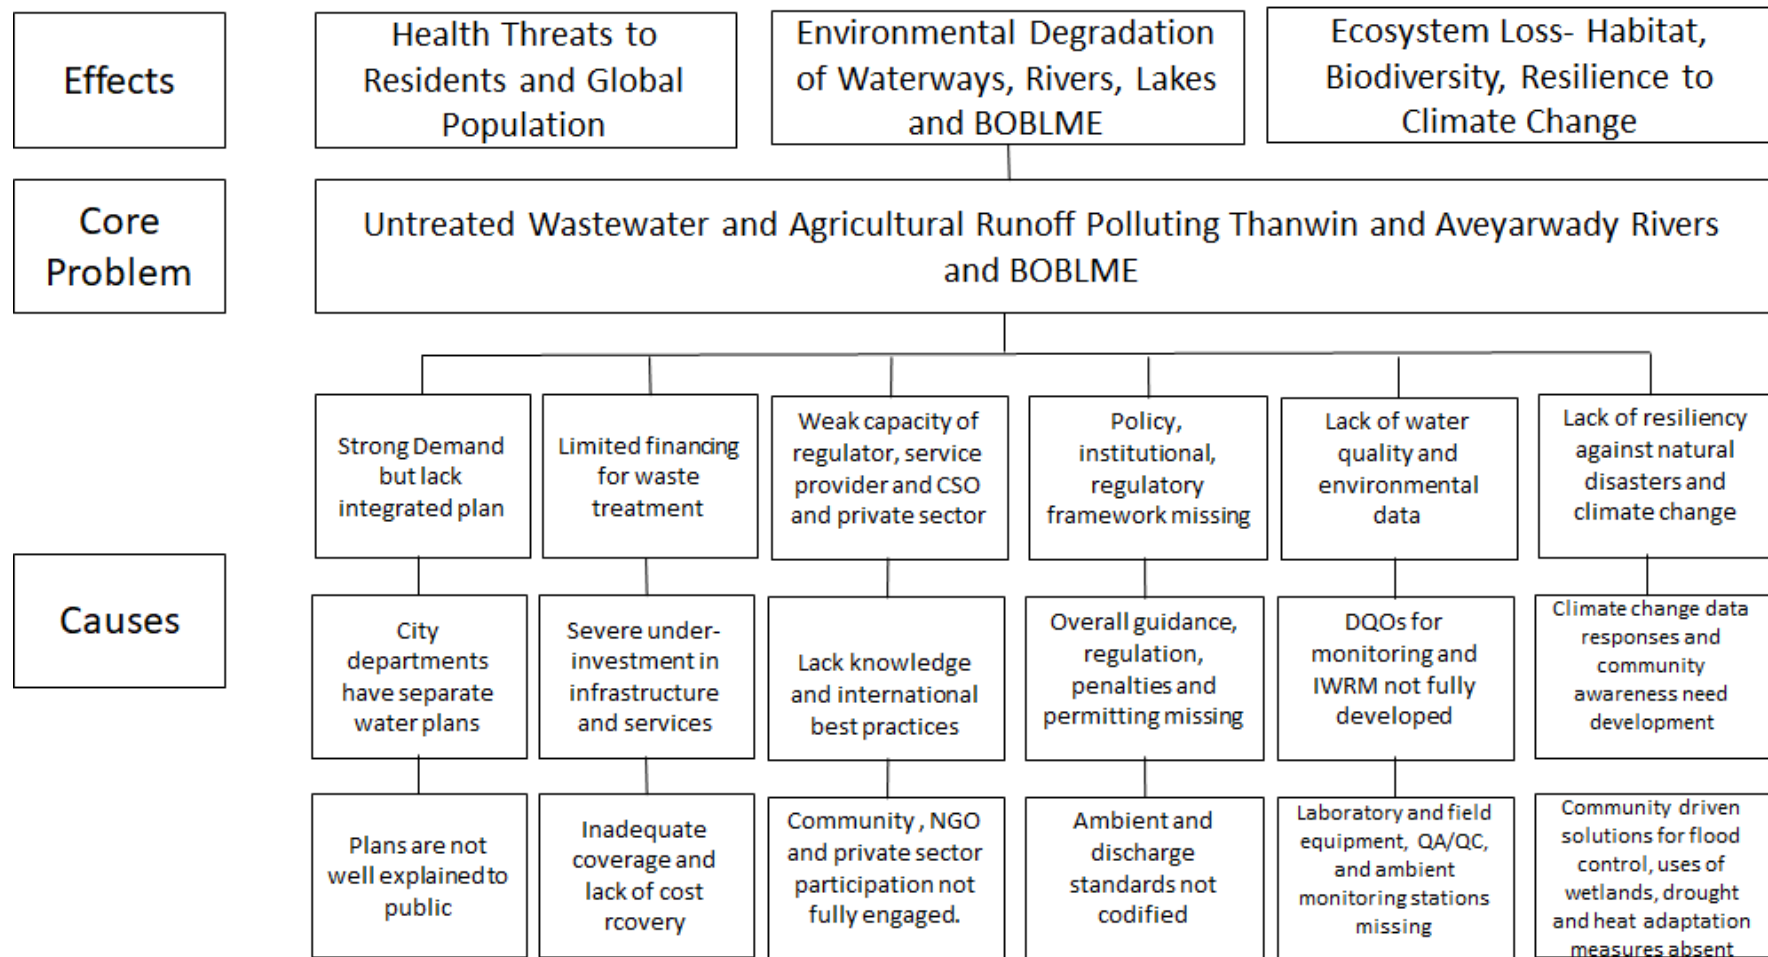 Effects
Health Threats to
Residents and Global
Population
Environmental Degradation
of Waterways, Rivers, Lakes
and BOBLME
Ecosystem Loss- Habitat,
Biodiversity, Resilience to
Climate Change
Core
Problem
Untreated Wastewater and Agricultural Runoff Polluting Thanwin and Aveyarwady Rivers
and BOBLME
Causes
Strong Demand
but lack
integrated plan
Limited financing
for waste
treatment
Weak capacity of
regulator, service
provider and CSO
and private sector
Policy,
institutional,
regulatory
framework missing
Lack of water
quality and
environmental
data
Lack of resiliency
against natural
disasters and
climate change
City
departments
have separate
water plans
Severe under-
investment in
infrastructure
and services
Lack knowledge
and international
best practices
Overall guidance,
regulation,
penalties and
permitting missing
DQOs for
monitoring and
IWRM not fully
developed
Climate change data
responses and
community
awareness need
development
Plans are not
well explained to
public
Inadequate
coverage and
lack of cost
rcovery
Community , NGO
and private sector
participation not
fully engaged.
Ambient and
discharge
standards not
codified
Laboratory and field
equipment, QA/QC,
and ambient
monitoring stations
missing
Community driven
solutions for flood
control, uses of
wetlands, drought
and heat adaptation
measures absent